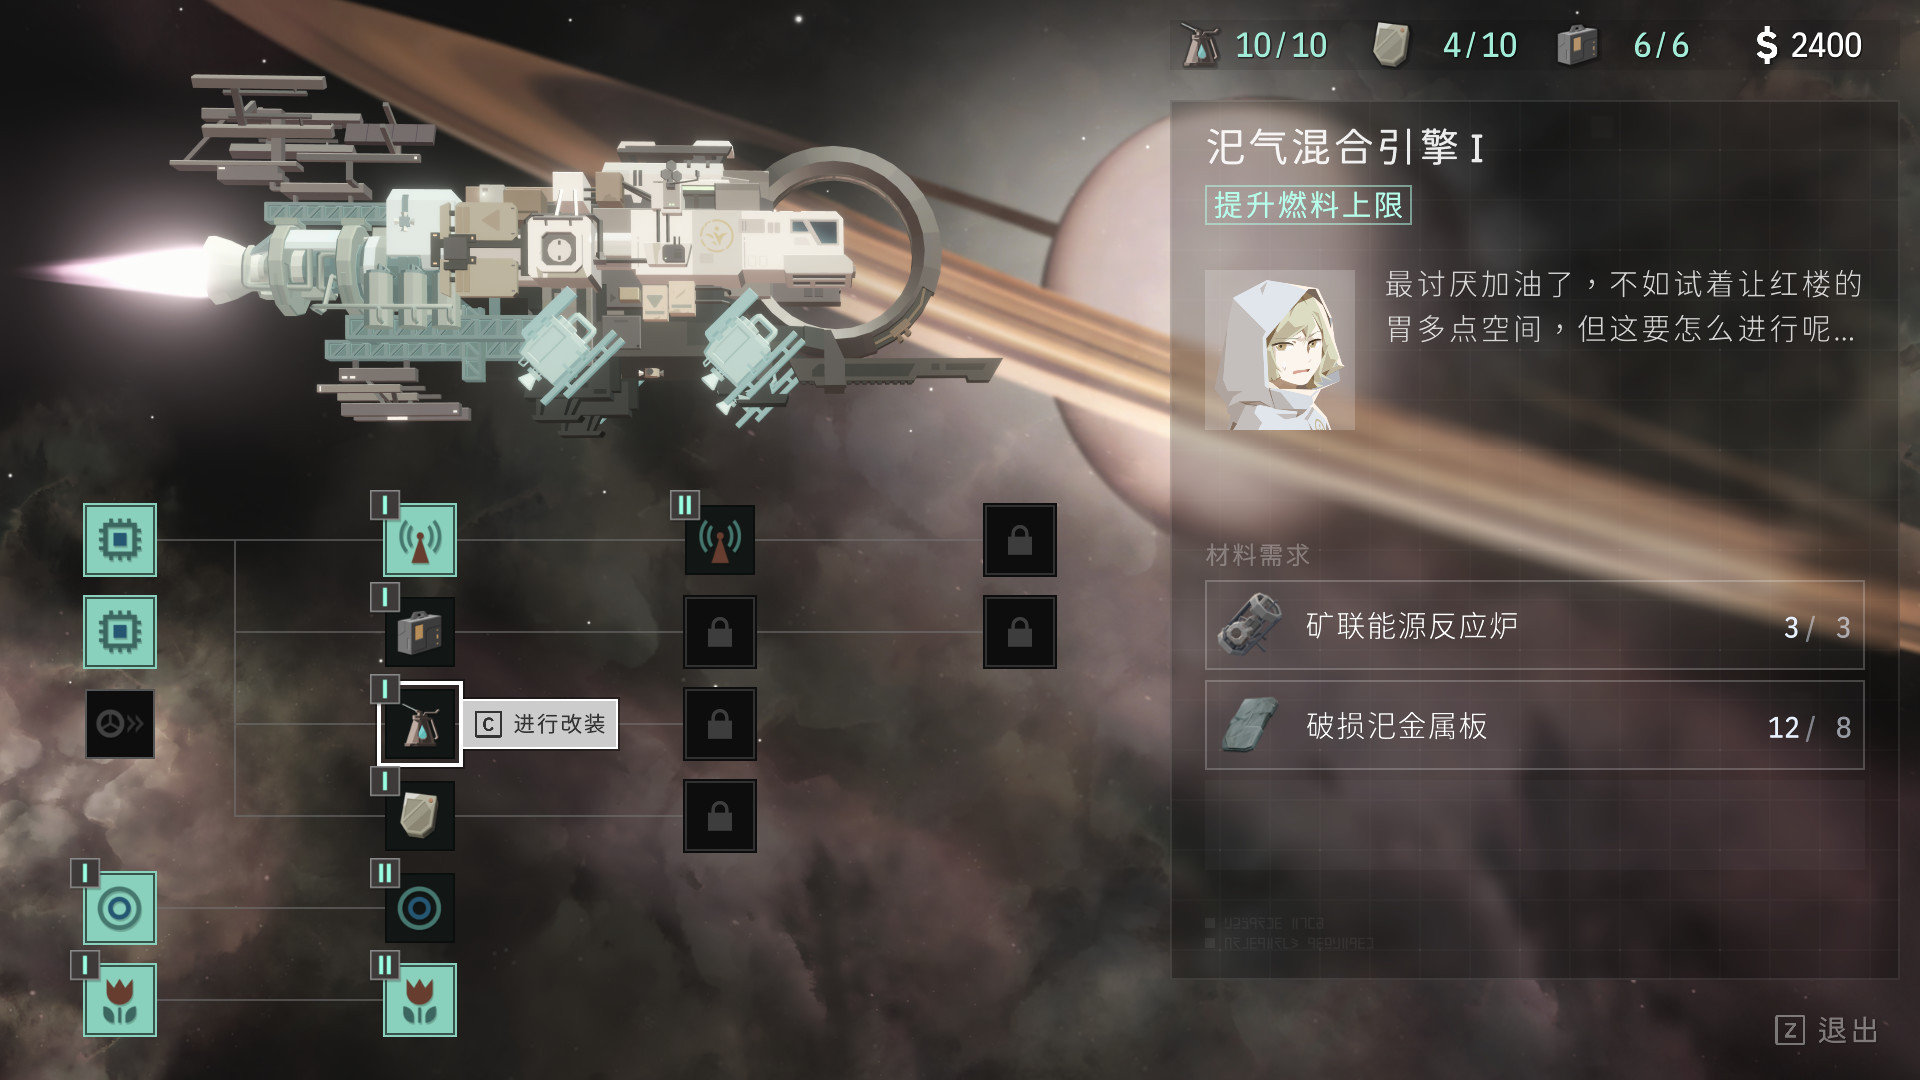 10/10
4/10
6/6
$ 2400
氾气混合引擎 I
提升燃料上限
最讨厌加油了，不如试着让红楼的
胃多点空间，但这要怎么进行呢...
I
II
I
I
C 进行改装
I
I
II
I
II
材料需求
矿联能源反应炉 3/ 3
破损氾金属板 12/ 8
Z 退出